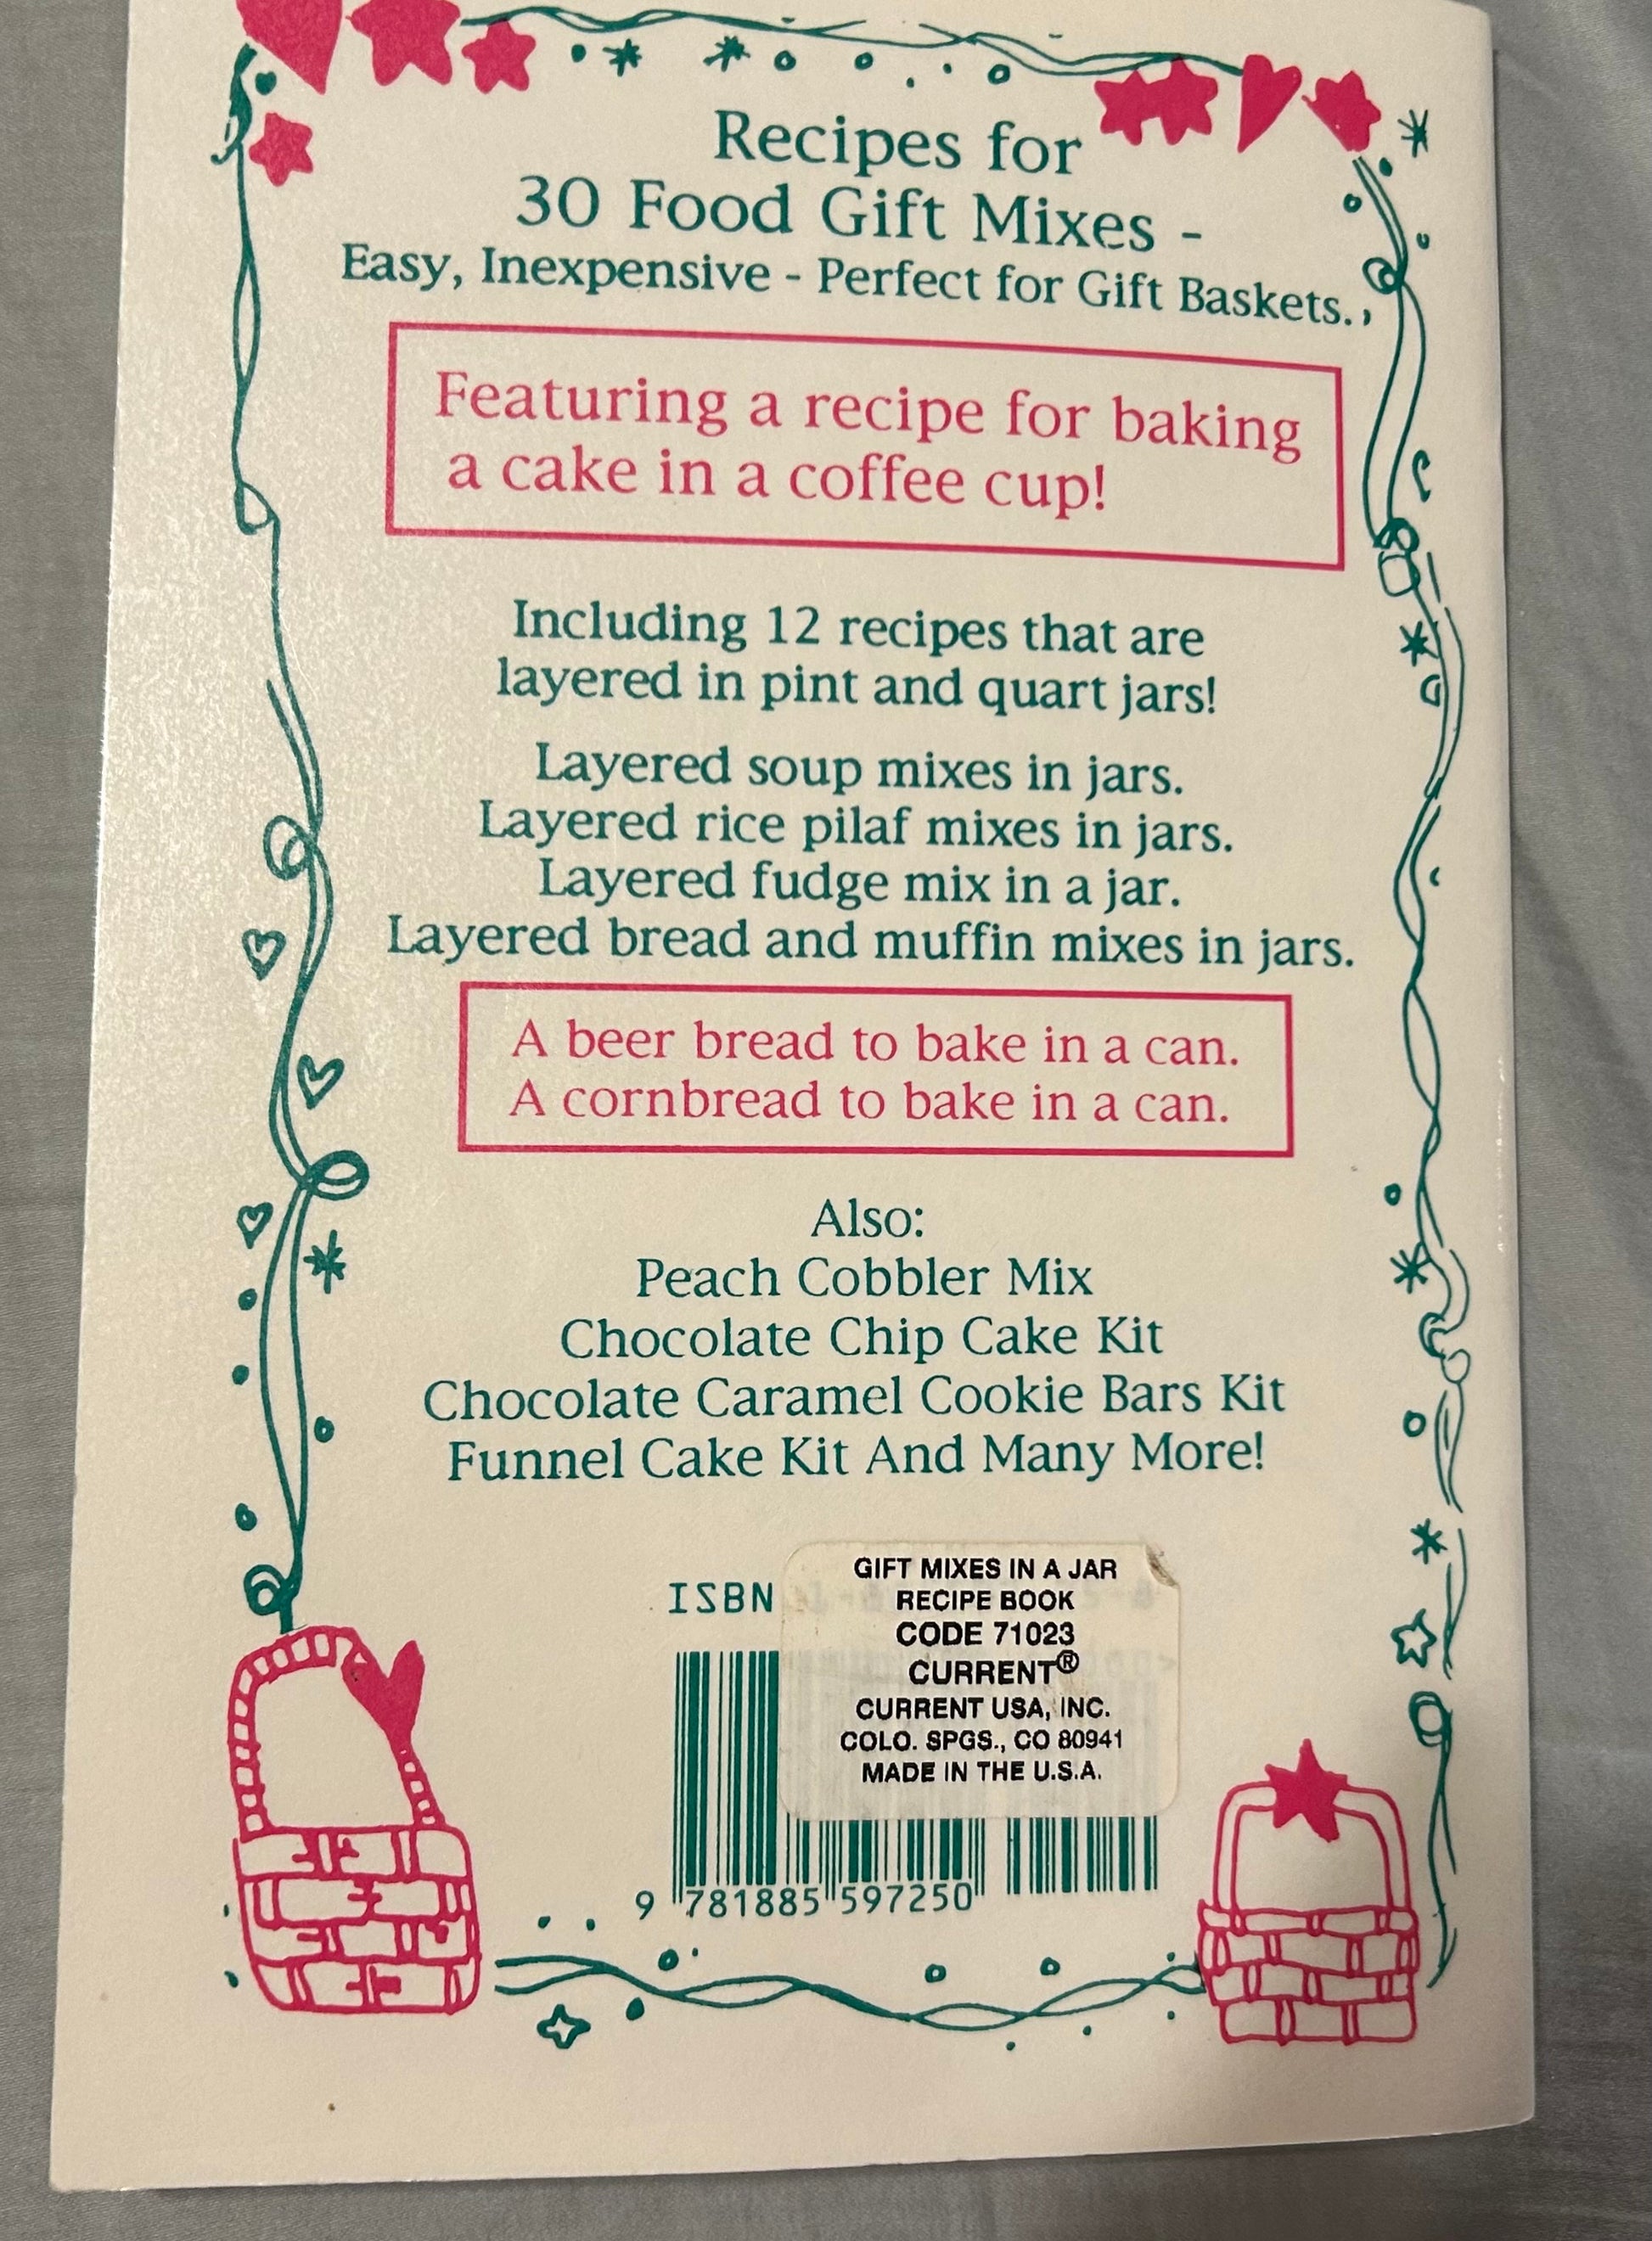 Recipes for
30 Food Gift Mixes -
Easy, Inexpensive - Perfect for Gift Baskets.
Featuring a recipe for baking
a cake in a coffee cup!
Including 12 recipes that are
layered in pint and quart jars!
Layered soup mixes in jars.
Layered rice pilaf mixes in jars.
Layered fudge mix in a jar.
Layered bread and muffin mixes in jars.
A beer bread to bake in a can.
A cornbread to bake in a can.
Also:
Peach Cobbler Mix
Chocolate Chip Cake Kit
Chocolate Caramel Cookie Bars Kit
Funnel Cake Kit And Many More!
ISBN
GIFT MIXES IN A JAR
RECIPE BOOK
CODE 71023
CURRENT®
CURRENT USA, INC.
COLO. SPGS., CO 80941
MADE IN THE U.S.A.
9 781885 597250